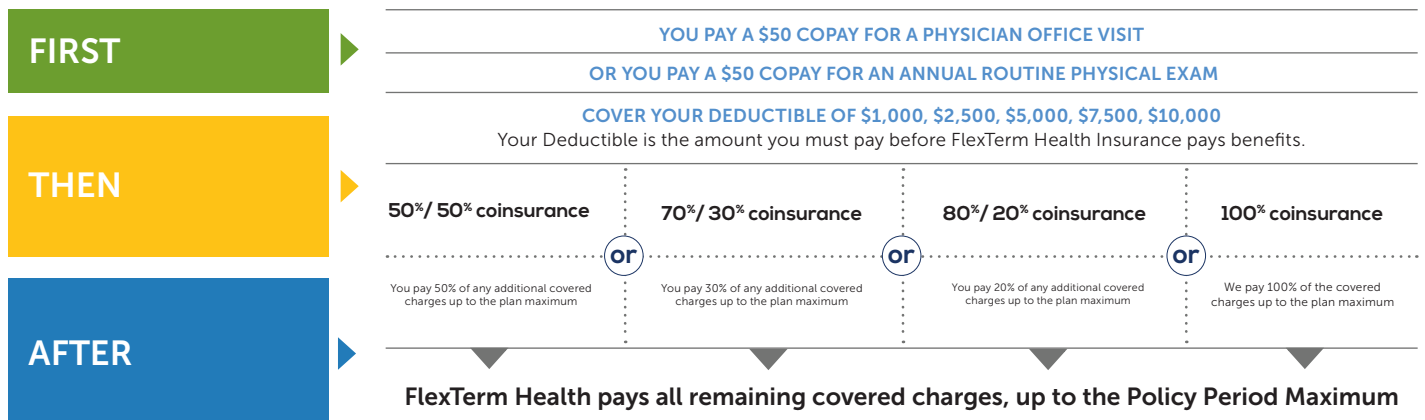 FIRST
YOU PAY A $50 COPAY FOR A PHYSICIAN OFFICE VISIT
OR YOU PAY A $50 COPAY FOR AN ANNUAL ROUTINE PHYSICAL EXAM
THEN
COVER YOUR DEDUCTIBLE OF $1,000, $2,500, $5,000, $7,500, $10,000
Your Deductible is the amount you must pay before FlexTerm Health Insurance pays benefits.
50%/ 50% coinsurance
or
70%/ 30% coinsurance
or
80%/ 20% coinsurance
or
100% coinsurance
You pay 50% of any additional covered
charges up to the plan maximum
You pay 30% of any additional covered
charges up to the plan maximum
You pay 20% of any additional covered
charges up to the plan maximum
We pay 100% of the covered
charges up to the plan maximum
AFTER
FlexTerm Health pays all remaining covered charges, up to the Policy Period Maximum